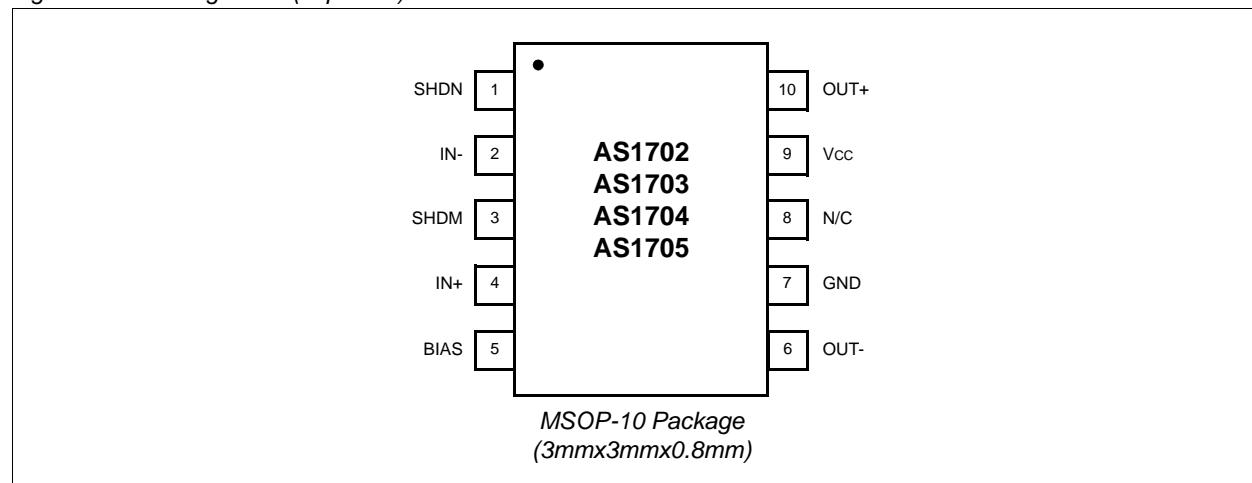 SHDN 1 10 OUT+
IN- 2 AS1702 9 VCC
AS1703
SHDM 3 AS1704 8 N/C
AS1705
IN+ 4 7 GND
BIAS 5 6 OUT-
MSOP-10 Package
(3mmx3mmx0.8mm)